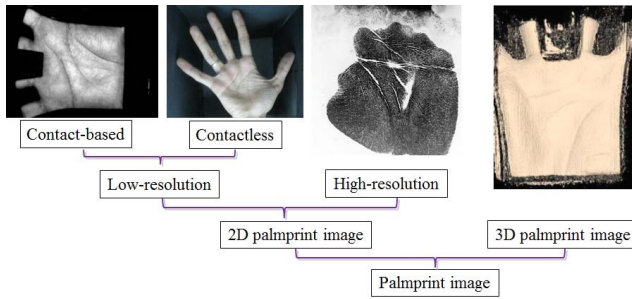 Contact-based
Contactless
Low-resolution
High-resolution
2D palmprint image
3D palmprint image
Palmprint image